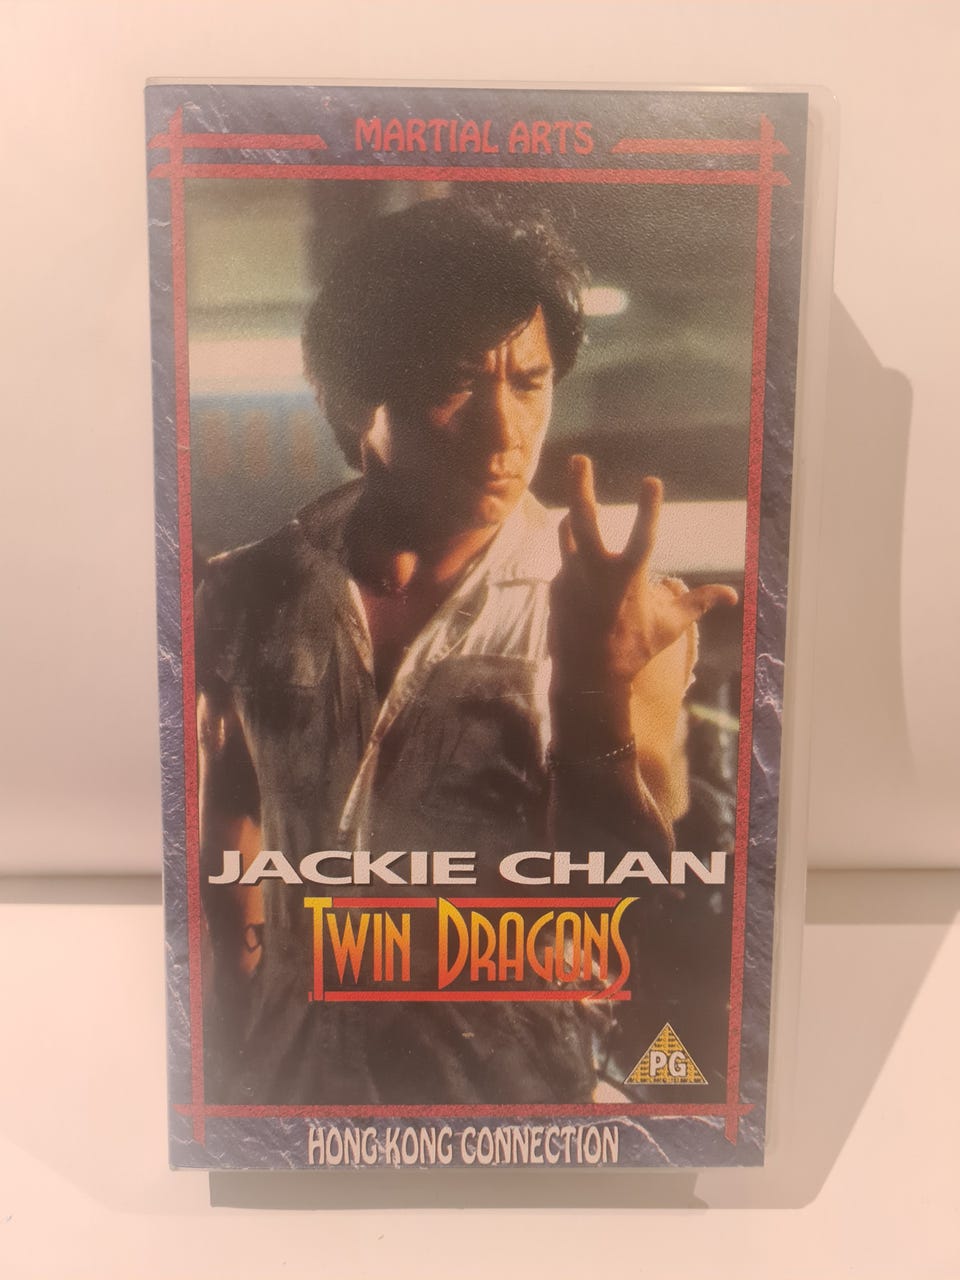 MARTIAL ARTS
JACKIE CHAN
TWIN DRAGONS
PG
HONG KONG CONNECTION